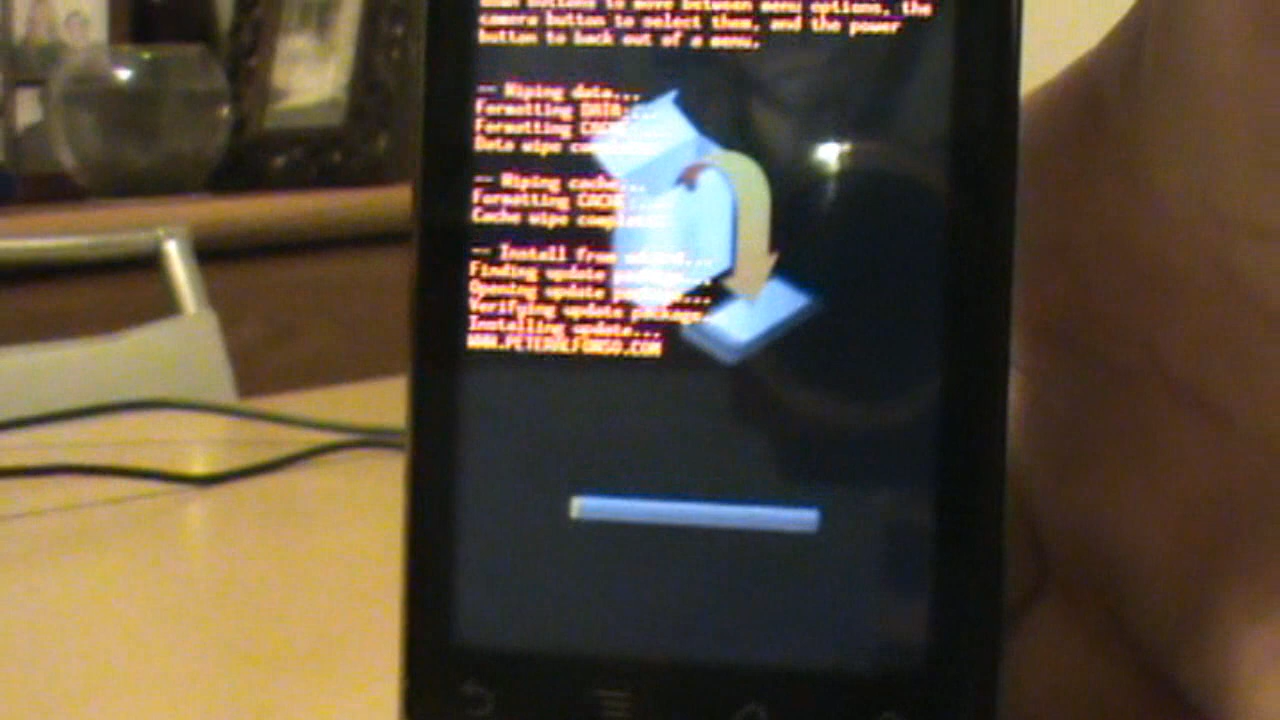 down buttons to move between menu options, the
camera button to select them, and the power
button to back out of a menu.
-- Wiping data...
Formatting DATA:...
Formatting CACHE:...
Data wipe complete.
-- Wiping cache...
Formatting CACHE:...
Cache wipe complete.
-- Install from sdcard...
Finding update package...
Opening update package...
Verifying update package...
Installing update...
WWW.PETERALFONSO.COM